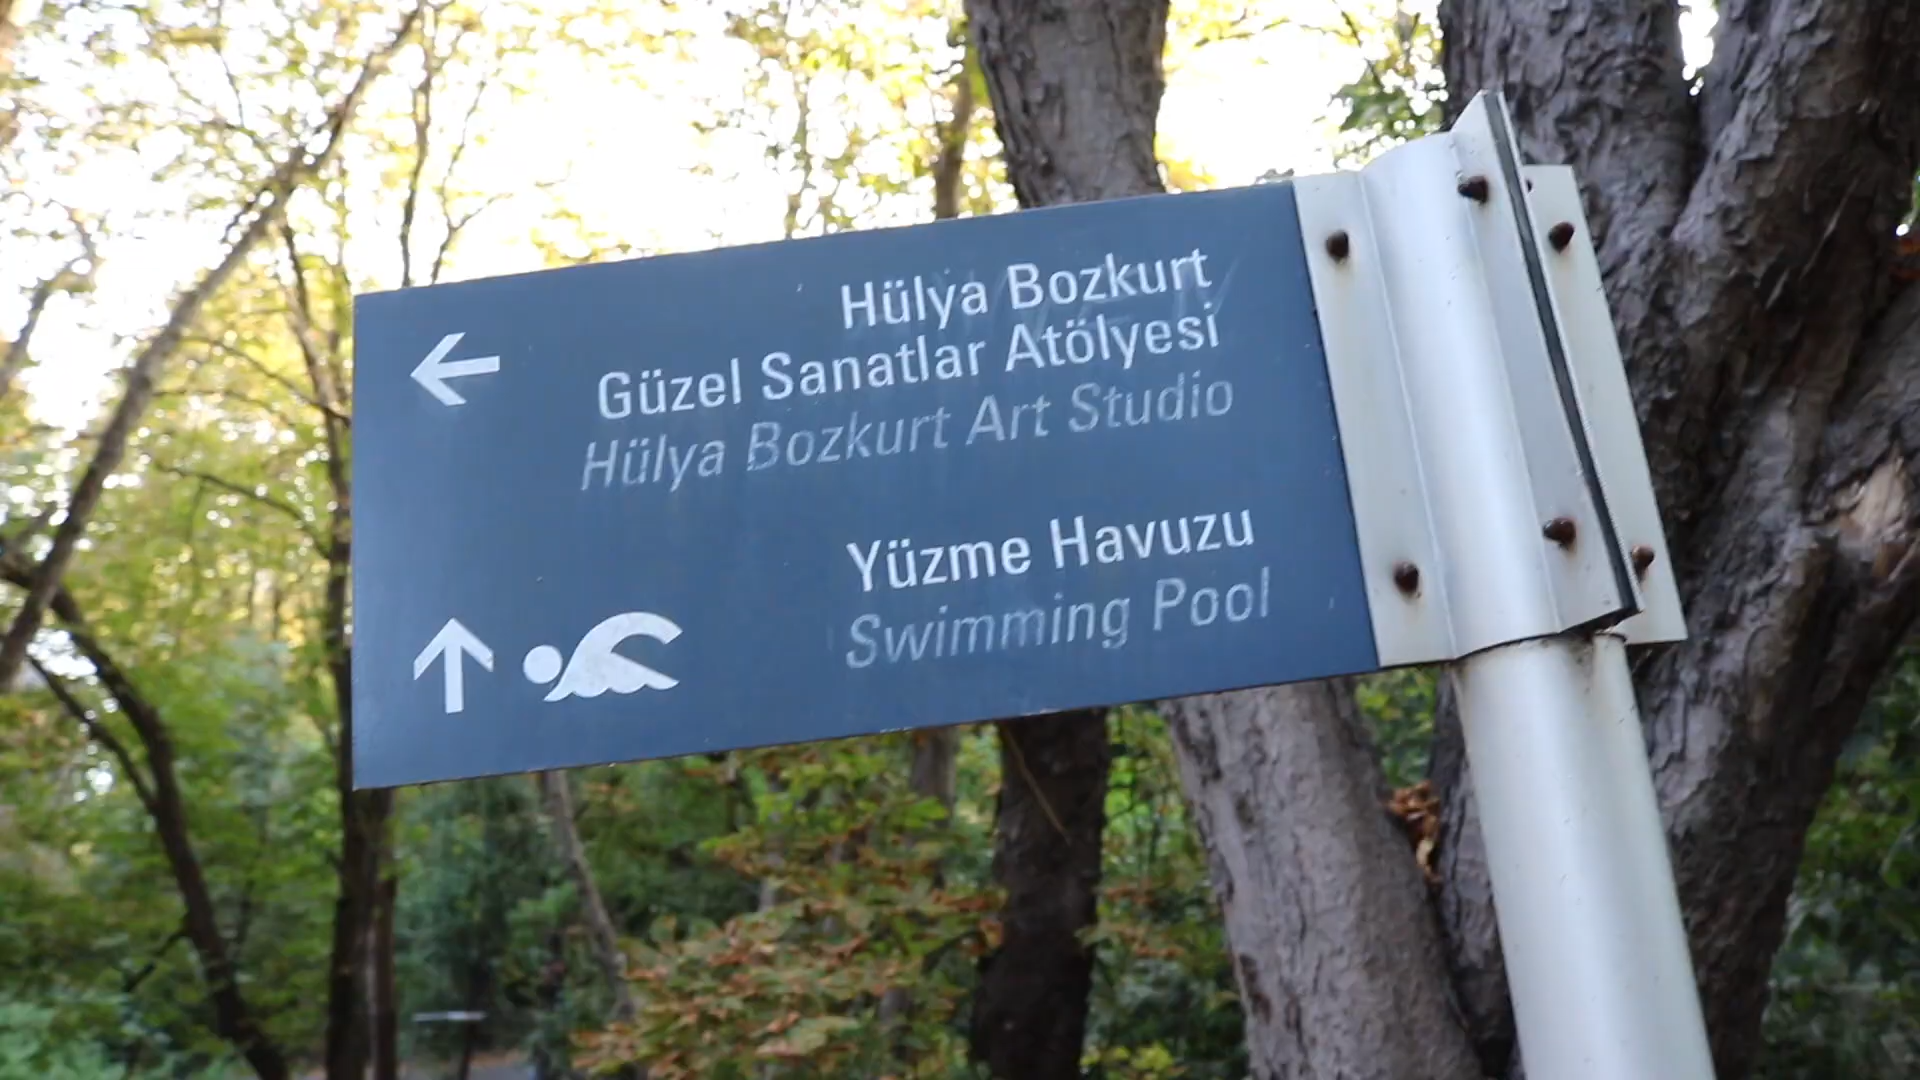 Hülya Bozkurt
Güzel Sanatlar Atölyesi
Hülya Bozkurt Art Studio
Yüzme Havuzu
Swimming Pool